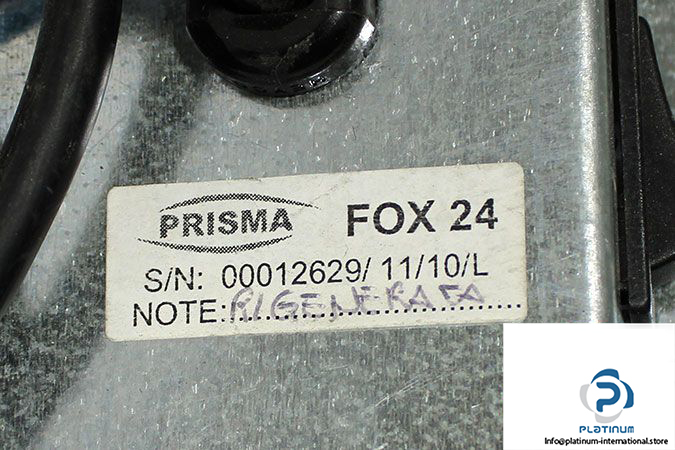 PRISMA FOX 24
S/N: 00012629/ 11/10/L
NOTE: RIGENERATA
PLATINUM
Info@platinum-international.store